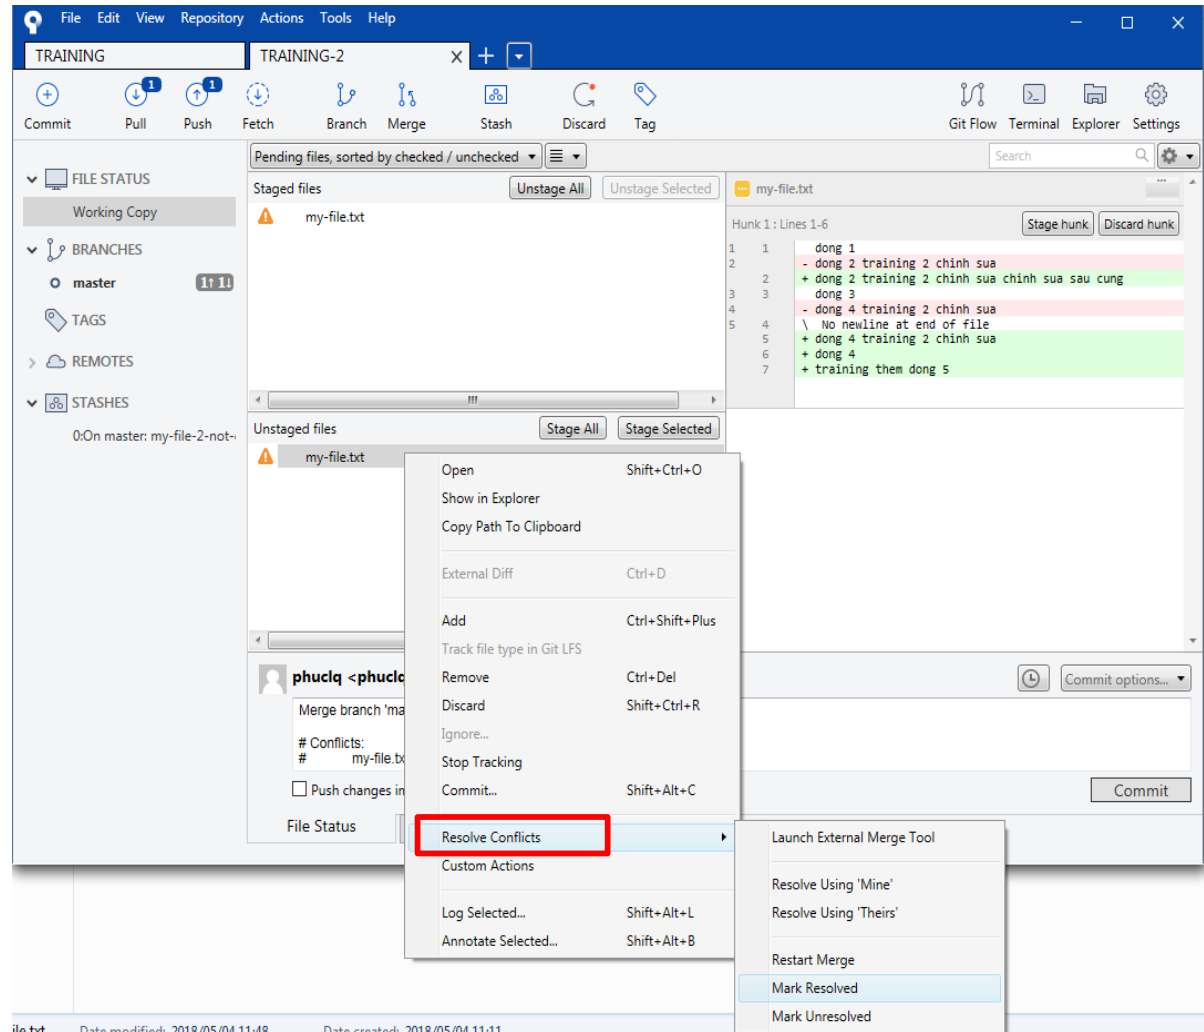 File Edit View Repository Actions Tools Help
TRAINING TRAINING-2
1 1
Commit Pull Push Fetch Branch Merge Stash Discard Tag Git Flow Terminal Explorer Settings
Pending files, sorted by checked / unchecked Search
FILE STATUS
Working Copy
BRANCHES
master 1↑ 1↓
TAGS
REMOTES
STASHES
0:On master: my-file-2-not-
Staged files Unstage All Unstage Selected
my-file.txt
Unstaged files Stage All Stage Selected
my-file.txt
my-file.txt
Hunk 1 : Lines 1-6 Stage hunk Discard hunk
1 1 dong 1
2 - dong 2 training 2 chinh sua
2 + dong 2 training 2 chinh sua chinh sua sau cung
3 3 dong 3
4 - dong 4 training 2 chinh sua
5 4 \ No newline at end of file
5 + dong 4 training 2 chinh sua
6 + dong 4
7 + training them dong 5
Open Shift+Ctrl+O
Show in Explorer
Copy Path To Clipboard
External Diff Ctrl+D
Add Ctrl+Shift+Plus
Track file type in Git LFS
Remove Ctrl+Del
Discard Shift+Ctrl+R
Ignore...
Stop Tracking
Commit... Shift+Alt+C
Resolve Conflicts
Custom Actions
Log Selected... Shift+Alt+L
Annotate Selected... Shift+Alt+B
Launch External Merge Tool
Resolve Using 'Mine'
Resolve Using 'Theirs'
Restart Merge
Mark Resolved
Mark Unresolved
phuclq <phuclq
Commit options...
Merge branch 'ma
# Conflicts:
# my-file.tx
Push changes in
Commit
File Status
ile.txt Date modified: 2018/05/04 11:48 Date created: 2018/05/04 11:11